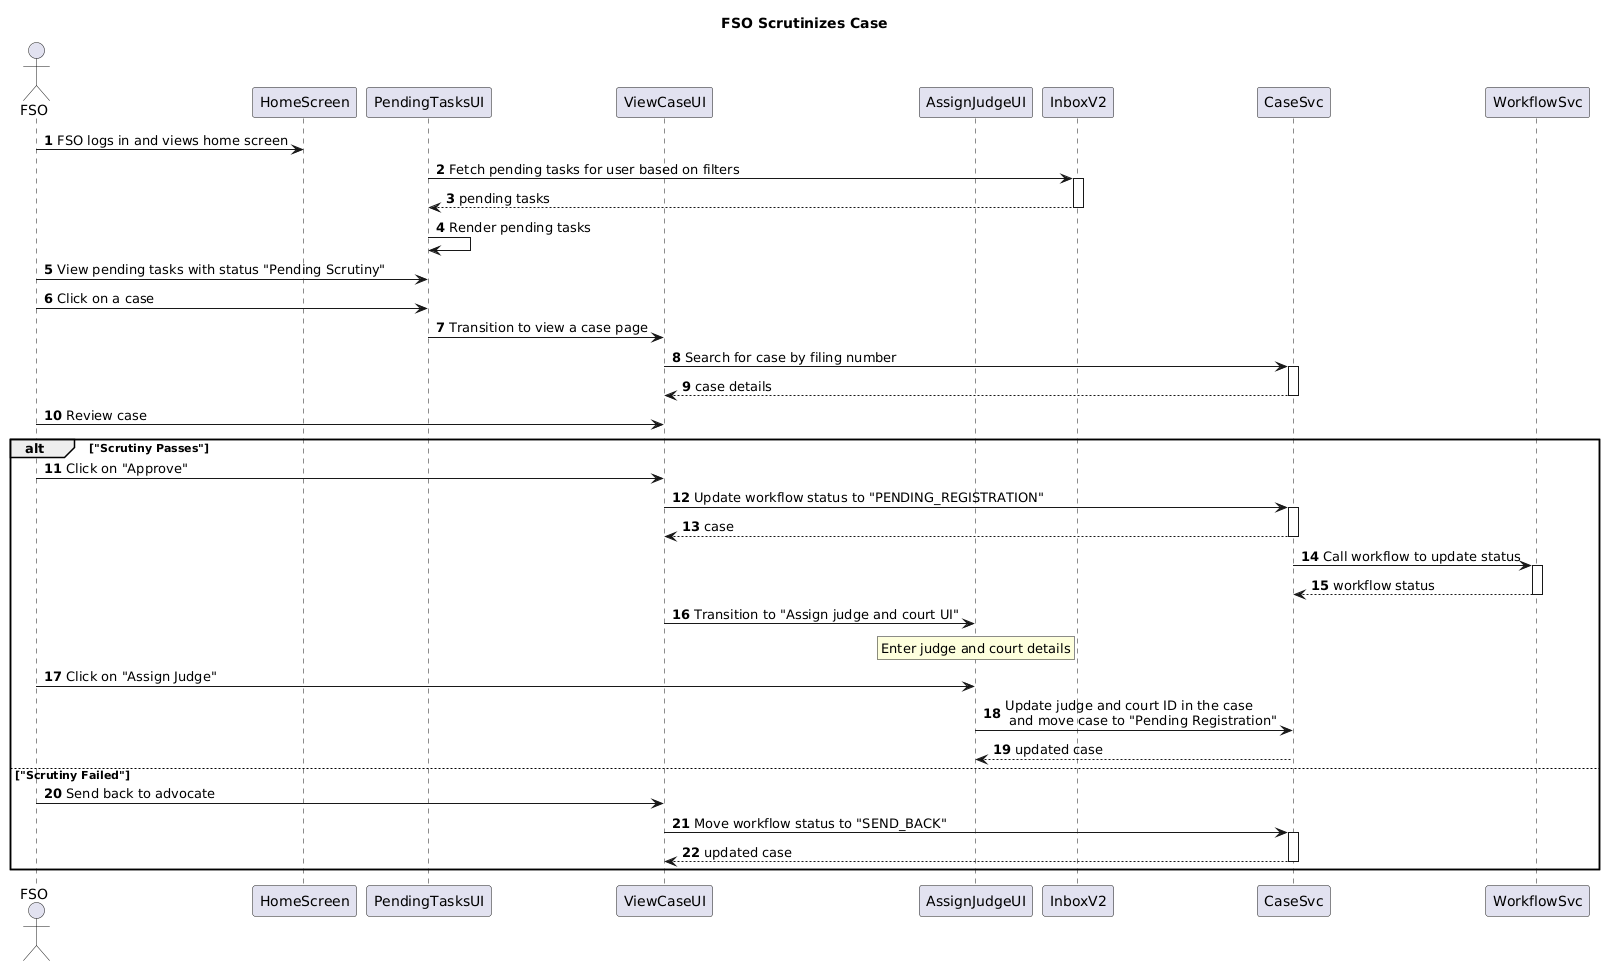 FSO Scrutinizes Case
FSO
HomeScreen
PendingTasksUI
ViewCaseUI
AssignJudgeUI
InboxV2
CaseSvc
WorkflowSvc
1 FSO logs in and views home screen
2 Fetch pending tasks for user based on filters
3 pending tasks
4 Render pending tasks
5 View pending tasks with status "Pending Scrutiny"
6 Click on a case
7 Transition to view a case page
8 Search for case by filing number
9 case details
10 Review case
alt ["Scrutiny Passes"]
11 Click on "Approve"
12 Update workflow status to "PENDING_REGISTRATION"
13 case
14 Call workflow to update status
15 workflow status
16 Transition to "Assign judge and court UI"
Enter judge and court details
17 Click on "Assign Judge"
18 Update judge and court ID in the case
and move case to "Pending Registration"
19 updated case
["Scrutiny Failed"]
20 Send back to advocate
21 Move workflow status to "SEND_BACK"
22 updated case
FSO
HomeScreen
PendingTasksUI
ViewCaseUI
AssignJudgeUI
InboxV2
CaseSvc
WorkflowSvc